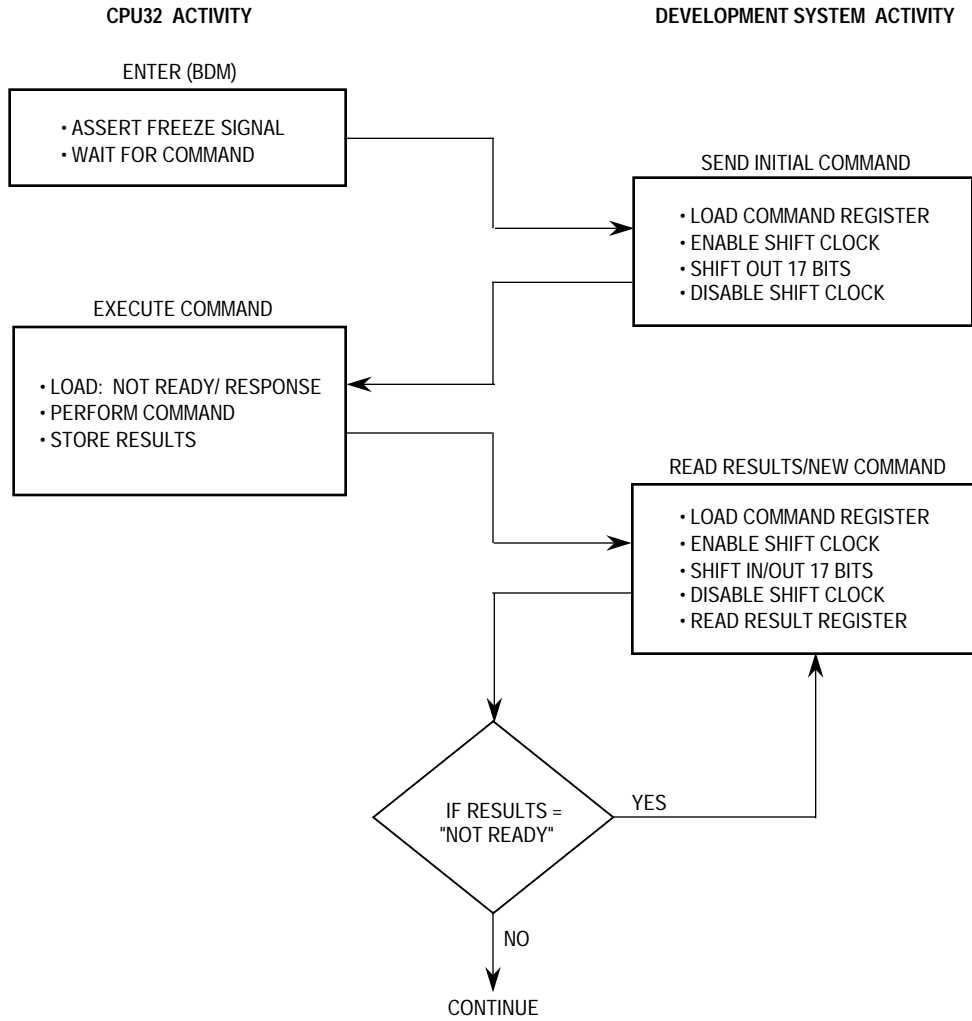 CPU32 ACTIVITY
DEVELOPMENT SYSTEM ACTIVITY
ENTER (BDM)
• ASSERT FREEZE SIGNAL
• WAIT FOR COMMAND
SEND INITIAL COMMAND
• LOAD COMMAND REGISTER
• ENABLE SHIFT CLOCK
• SHIFT OUT 17 BITS
• DISABLE SHIFT CLOCK
EXECUTE COMMAND
• LOAD: NOT READY/ RESPONSE
• PERFORM COMMAND
• STORE RESULTS
READ RESULTS/NEW COMMAND
• LOAD COMMAND REGISTER
• ENABLE SHIFT CLOCK
• SHIFT IN/OUT 17 BITS
• DISABLE SHIFT CLOCK
• READ RESULT REGISTER
IF RESULTS =
"NOT READY"
YES
NO
CONTINUE